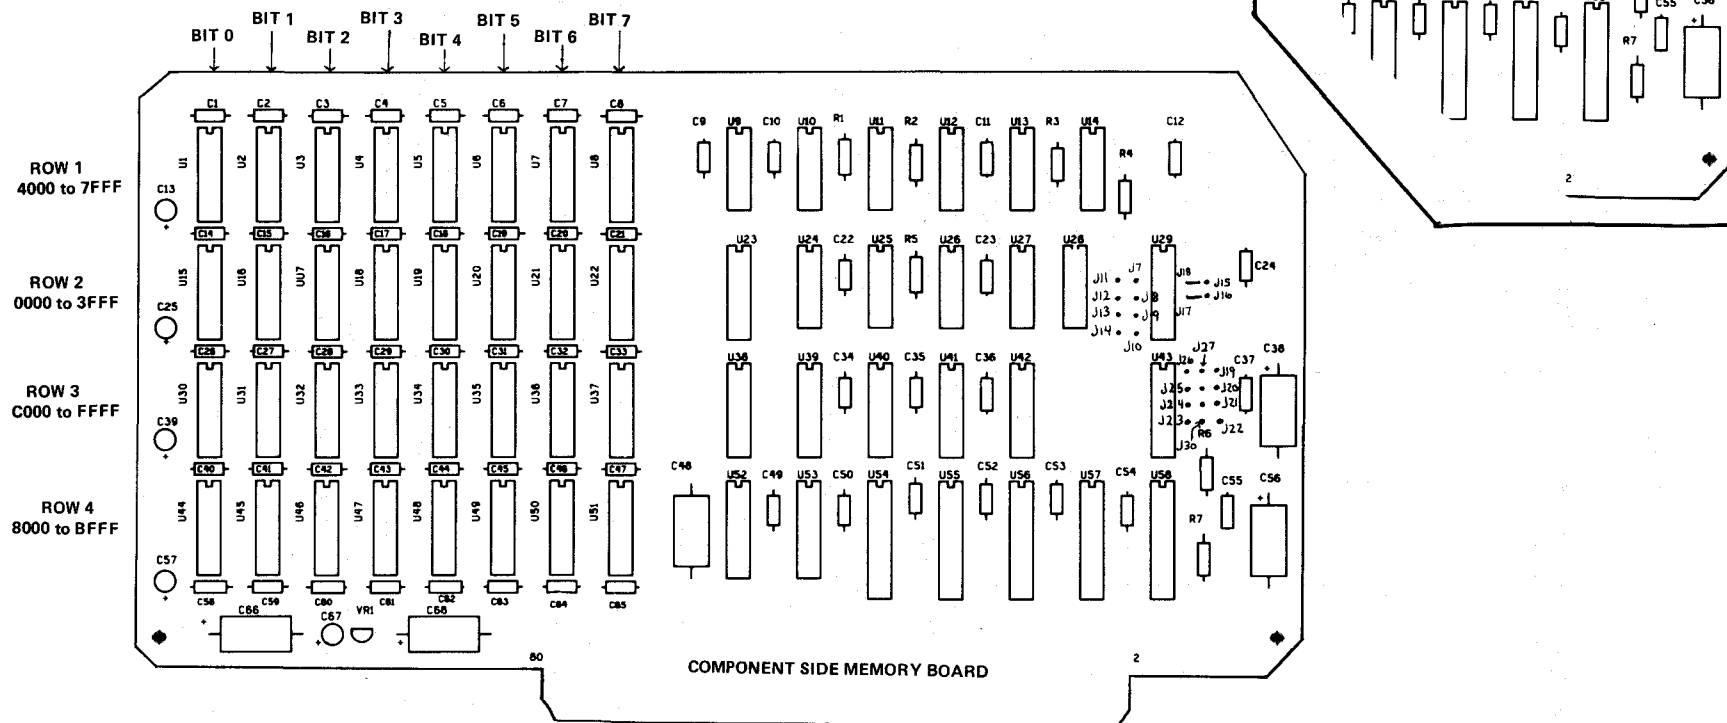 BIT 0 BIT 1 BIT 2 BIT 3 BIT 4 BIT 5 BIT 6 BIT 7
C1 C2 C3 C4 C5 C6 C7 C8
C9 U9 C10 U10 R1 U11 R2 U12 C11 U13 R3 U14 R4 C12
ROW 1
4000 to 7FFF
U1 U2 U3 U4 U5 U6 U7 U8
C13
+
C14 C15 C16 C17 C18 C19 C20 C21
U23 U24 C22 U25 R5 U26 C23 U27 U28 U29 C24
ROW 2
0000 to 3FFF
U15 U16 UU7 U18 U19 U20 U21 U22
J11 J7 J18 J15
J12 J8 J16
J13 J9 J17
J14 J10
C25
+
C26 C27 C28 C29 C30 C31 C32 C33
U38 U39 C34 U40 C35 U41 C36 U42 U43 J27 C37 C38
+
J26 J19
J25 J20
J24 J21
J23 J22
J30 R6
ROW 3
C000 to FFFF
U30 U31 U32 U33 U34 U35 U36 U37
C39
+
C40 C41 C42 C43 C44 C45 C46 C47
C48 U52 C49 U53 C50 U54 C51 U55 C52 U56 C53 U57 C54 U58 C55 C56
+
R7
ROW 4
8000 to BFFF
U44 U45 U46 U47 U48 U49 U50 U51
C57
+
C58 C59 C60 C61 C62 C63 C64 C65
+ C66 C67 + VR1 C68 +
80 COMPONENT SIDE MEMORY BOARD 2
C55
+
R7
2